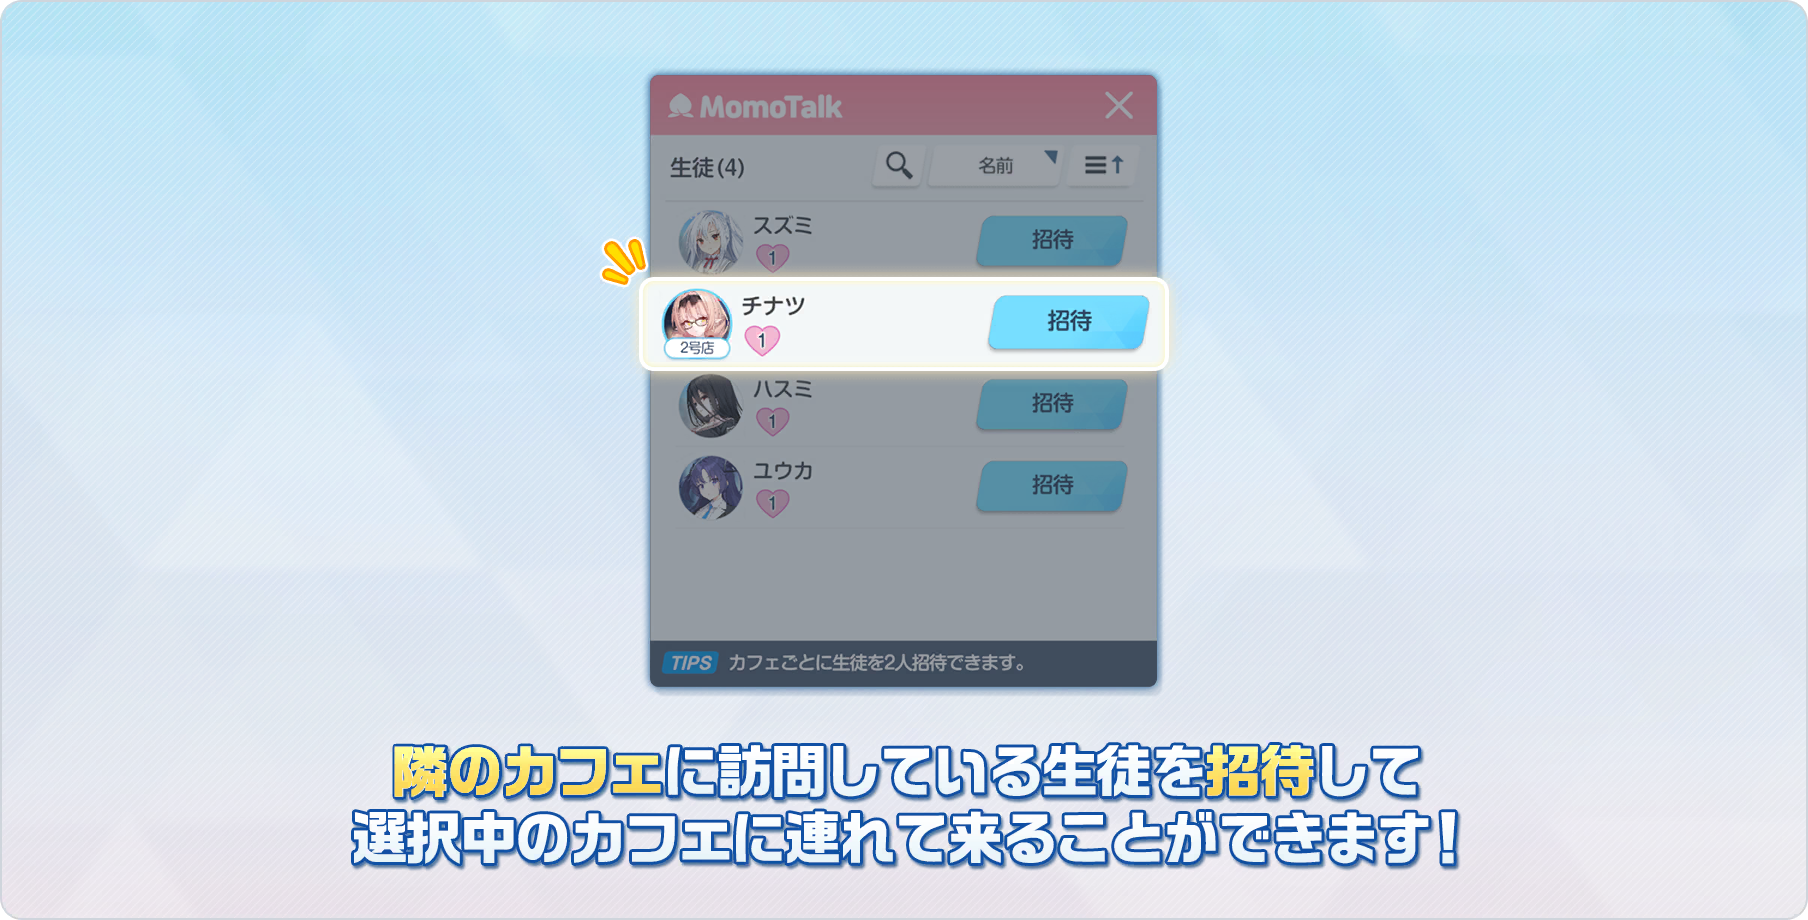 MomoTalk
生徒(4)
名前
スズミ
1
招待
チナツ
2号店
1
招待
ハスミ
1
招待
ユウカ
1
招待
TIPS カフェごとに生徒を2人招待できます。
隣のカフェに訪問している生徒を招待して
選択中のカフェに連れて来ることができます!